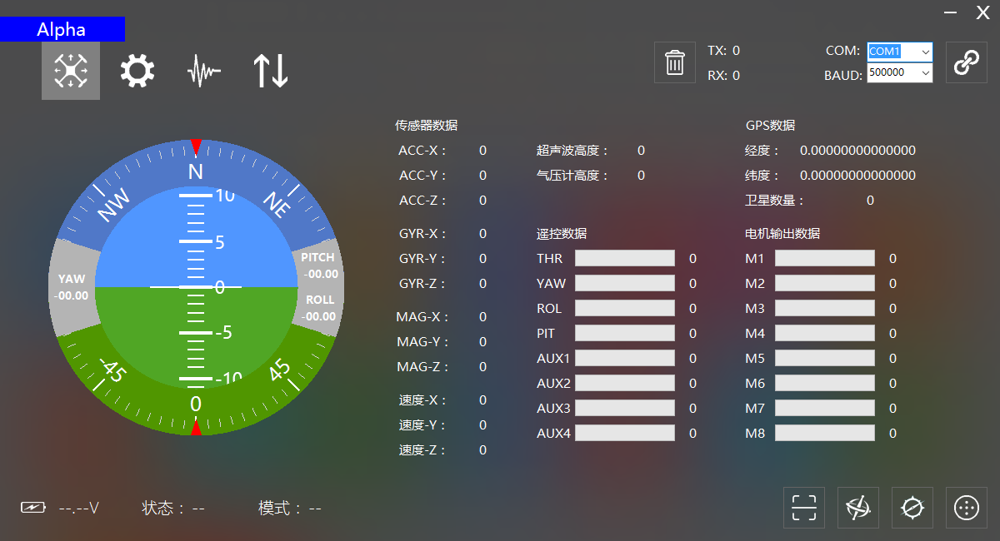 Alpha
TX: 0
COM: COM1
RX: 0
BAUD: 500000
N
NW
NE
10
5
0
-5
-10
YAW
-00.00
PITCH
-00.00
ROLL
-00.00
-45
45
0
传感器数据
ACC-X： 0
ACC-Y： 0
ACC-Z： 0
GYR-X： 0
GYR-Y： 0
GYR-Z： 0
MAG-X： 0
MAG-Y： 0
MAG-Z： 0
速度-X： 0
速度-Y： 0
速度-Z： 0
超声波高度： 0
气压计高度： 0
遥控数据
THR 0
YAW 0
ROL 0
PIT 0
AUX1 0
AUX2 0
AUX3 0
AUX4 0
GPS数据
经度： 0.00000000000000
纬度： 0.00000000000000
卫星数量： 0
电机输出数据
M1 0
M2 0
M3 0
M4 0
M5 0
M6 0
M7 0
M8 0
--.--V
状态：--
模式：--